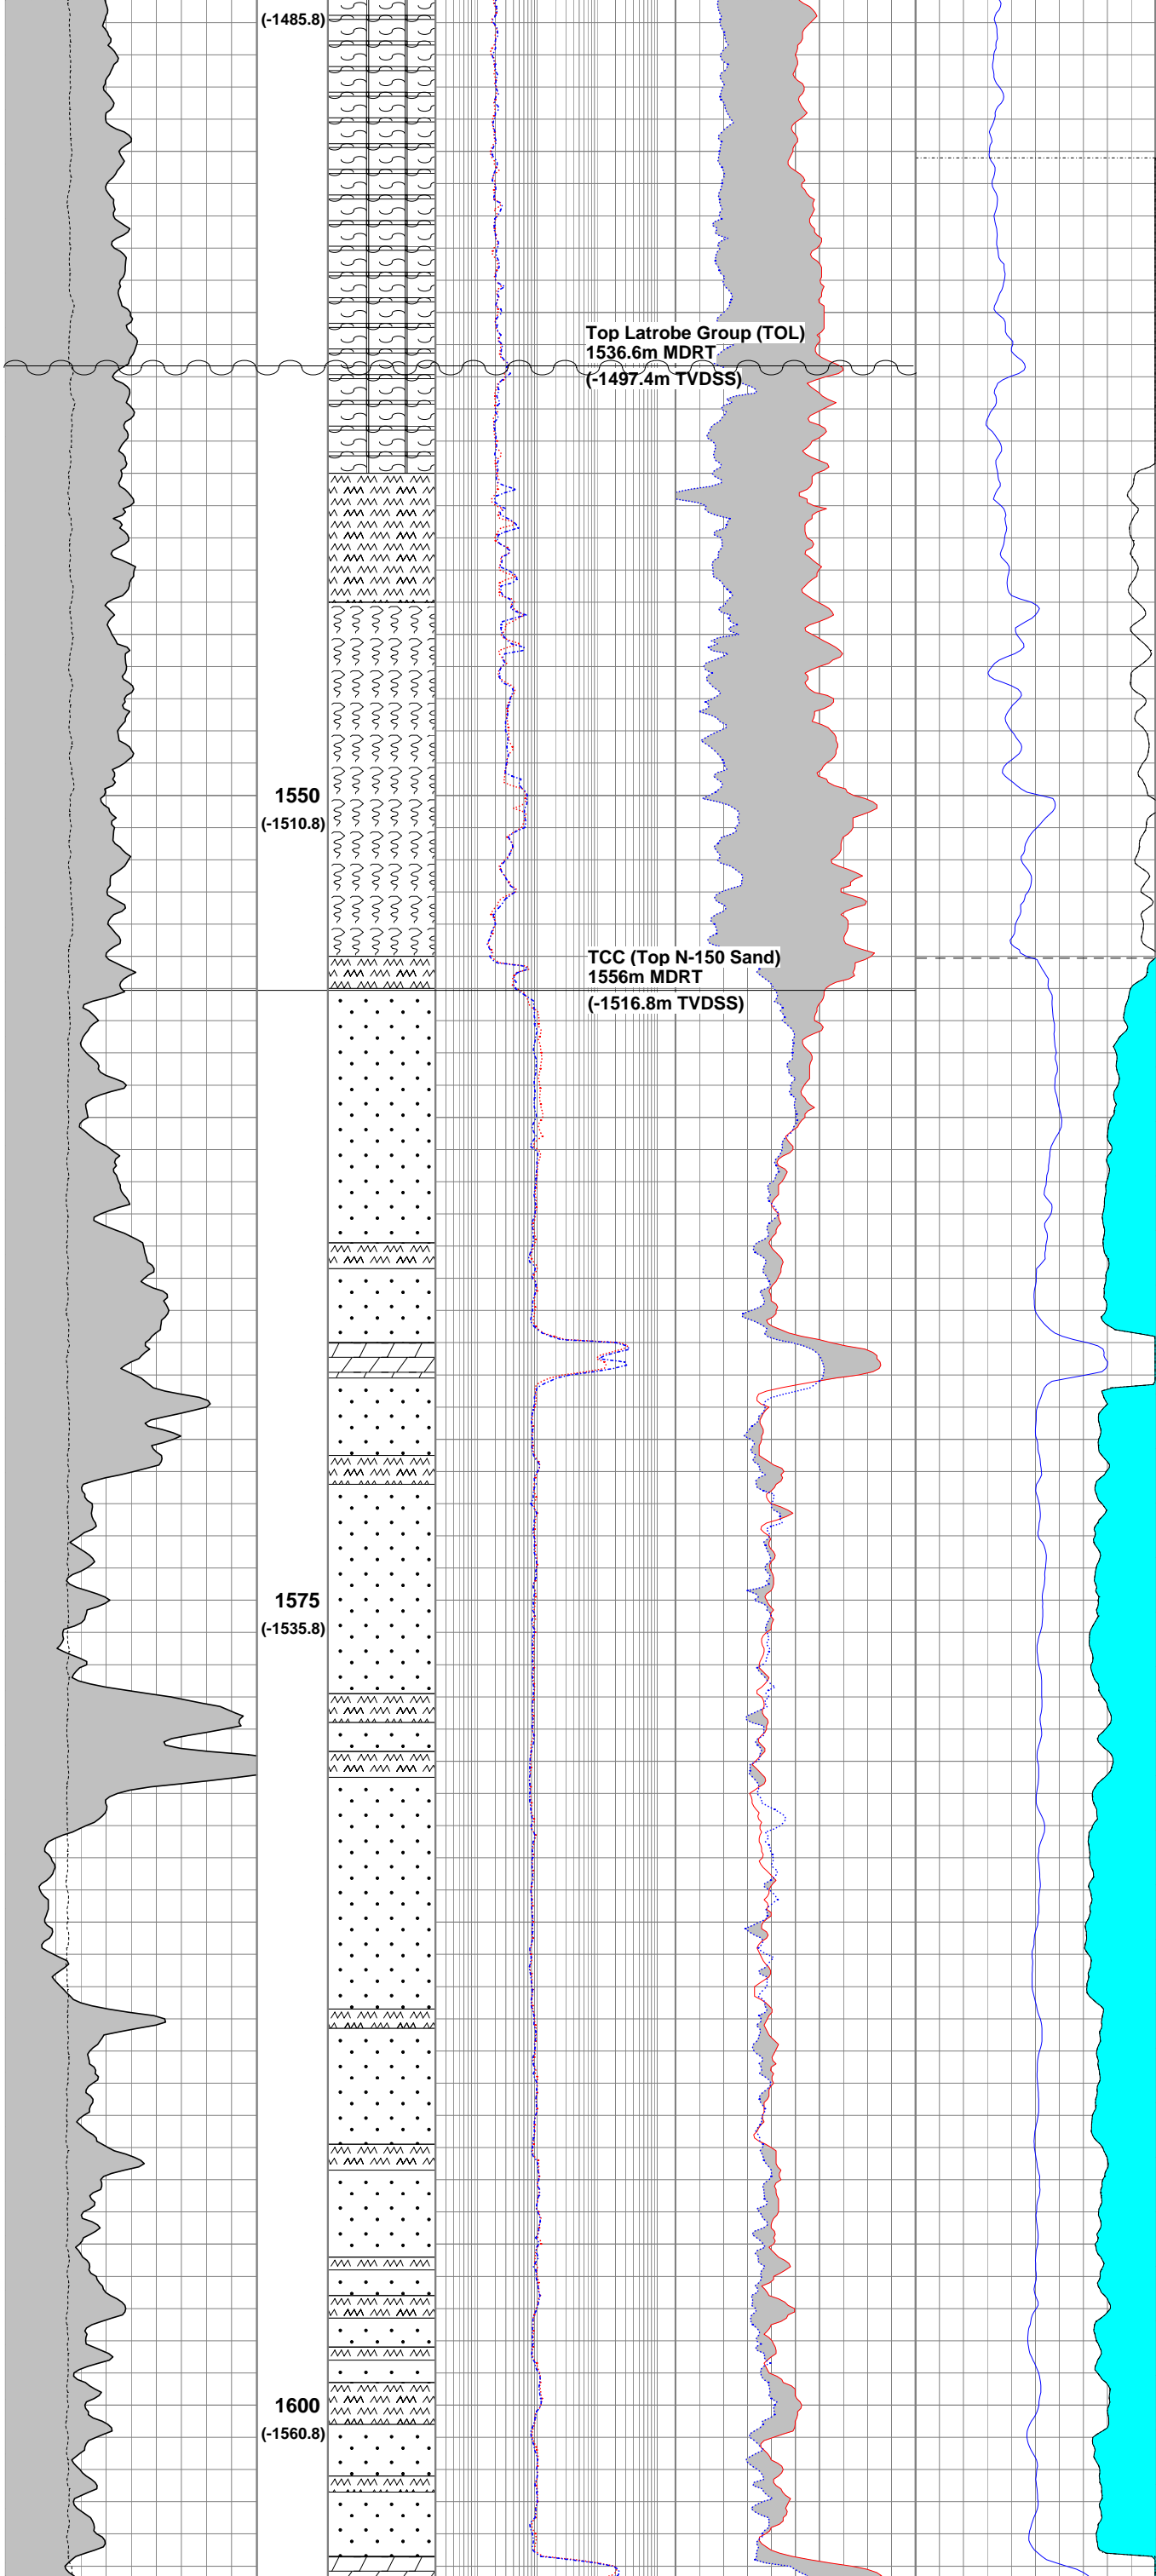 (-1485.8)
Top Latrobe Group (TOL)
1536.6m MDRT
(-1497.4m TVDSS)
1550
(-1510.8)
TCC (Top N-150 Sand)
1556m MDRT
(-1516.8m TVDSS)
1575
(-1535.8)
1600
(-1560.8)